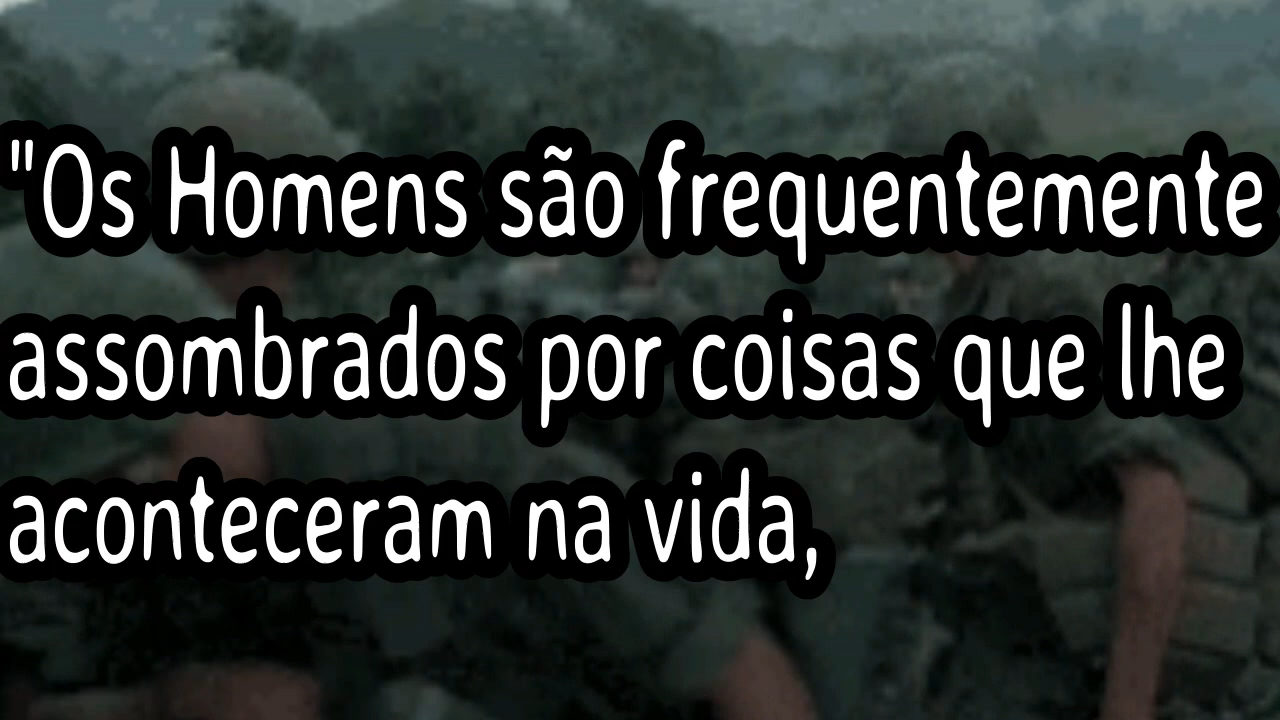 "Os Homens são frequentemente
assombrados por coisas que lhe
aconteceram na vida,